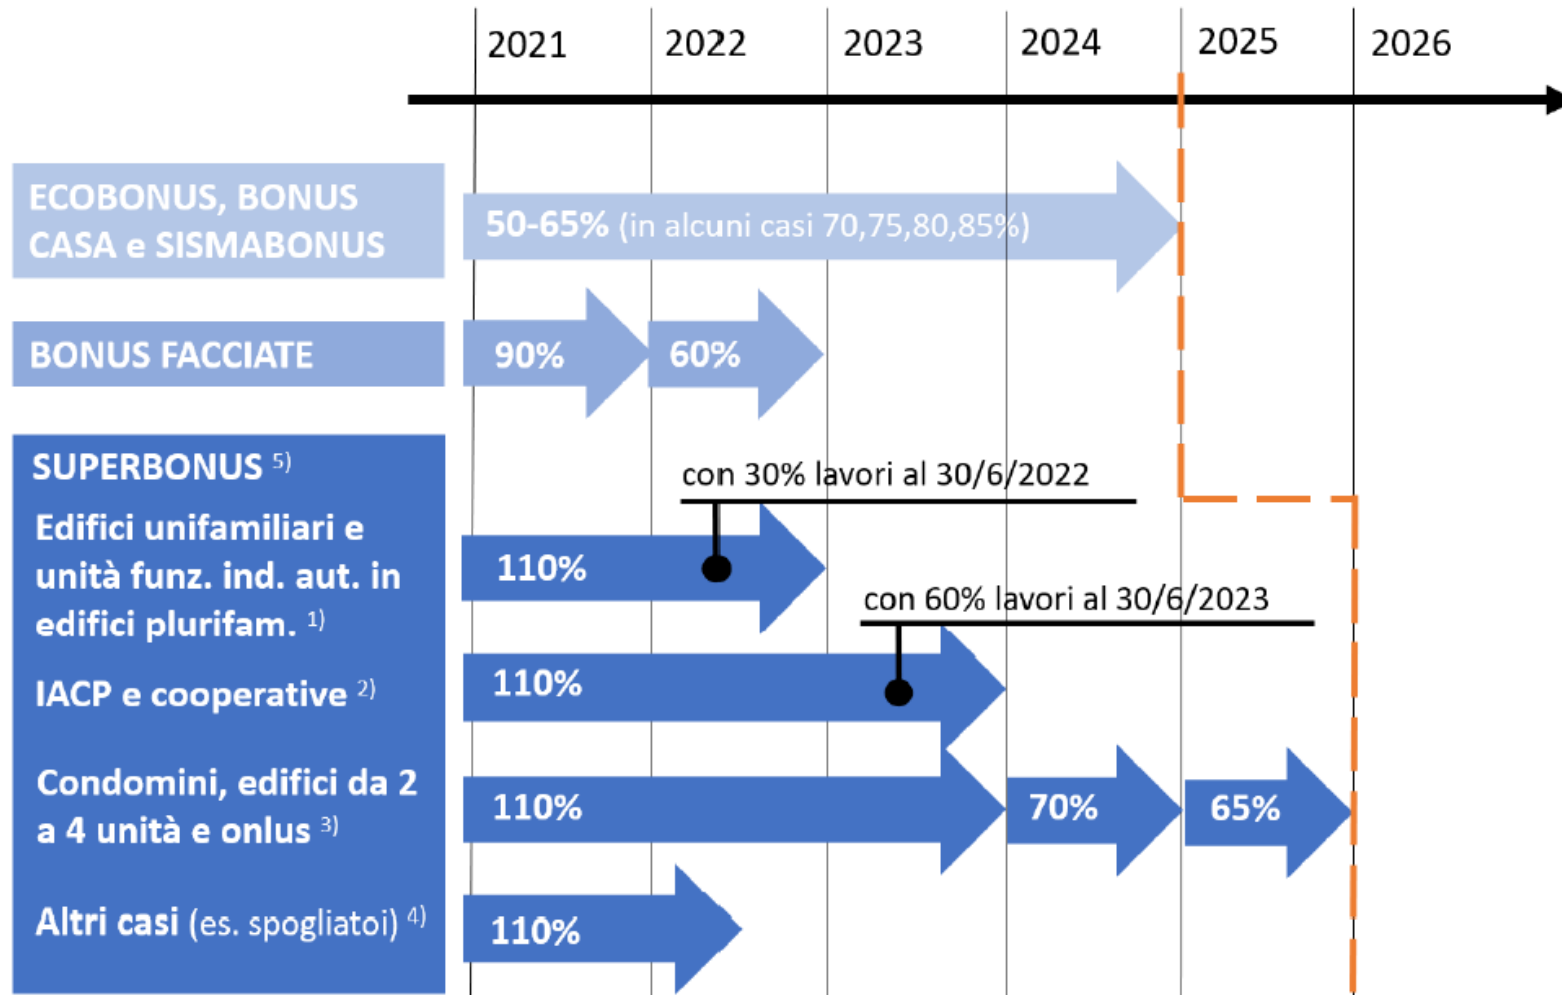 2021
2022
2023
2024
2025
2026
ECOBONUS, BONUS
CASA e SISMABONUS
50-65% (in alcuni casi 70,75,80,85%)
BONUS FACCIATE
90%
60%
SUPERBONUS 5)
con 30% lavori al 30/6/2022
Edifici unifamiliari e
unità funz. ind. aut. in
edifici plurifam. 1)
110%
con 60% lavori al 30/6/2023
IACP e cooperative 2)
110%
Condomini, edifici da 2
a 4 unità e onlus 3)
110%
70%
65%
Altri casi (es. spogliatoi) 4)
110%